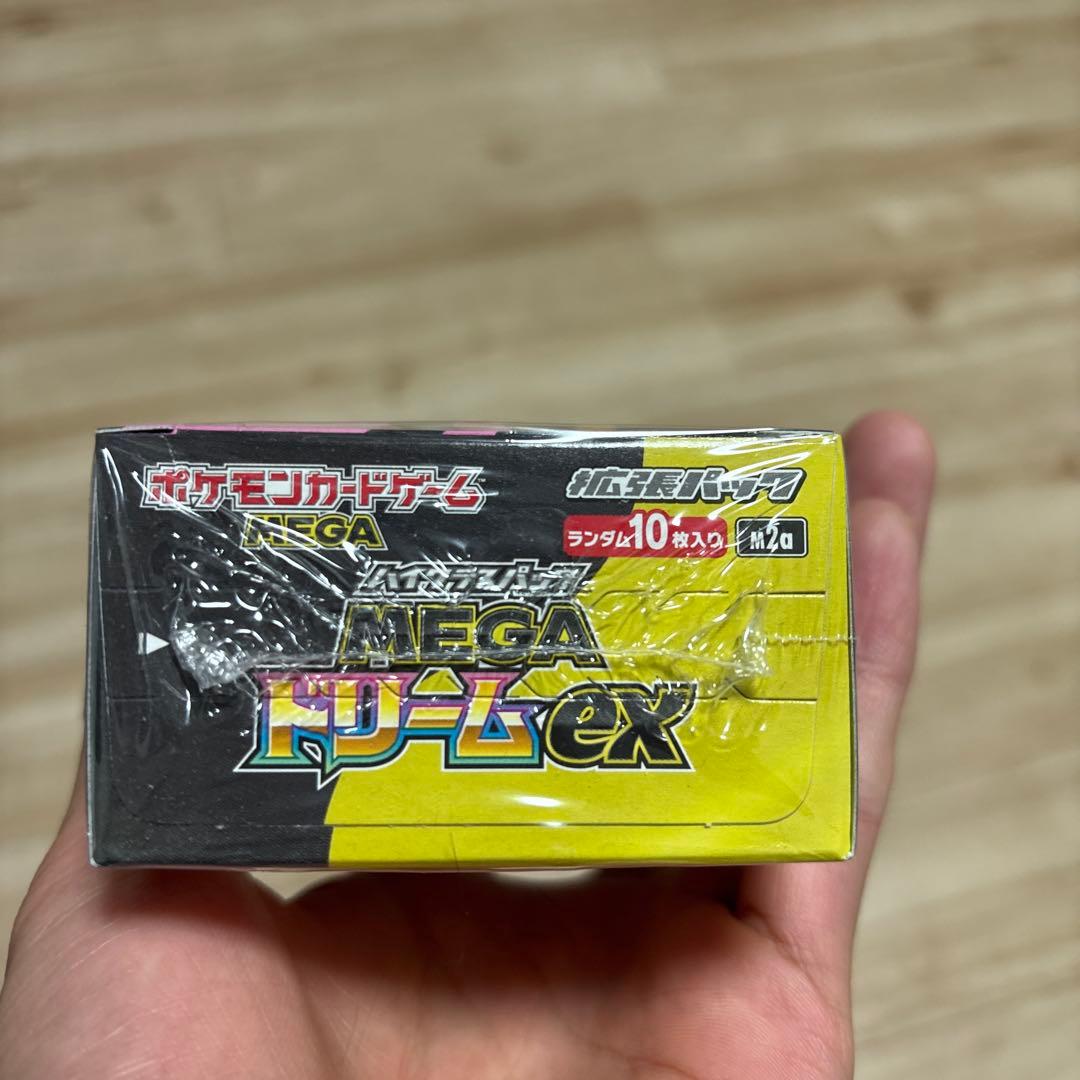 ポケモンカードゲーム
MEGA
拡張パック
ランダム10枚入り M2a
ハイクラスパック
MEGA
ドリームex